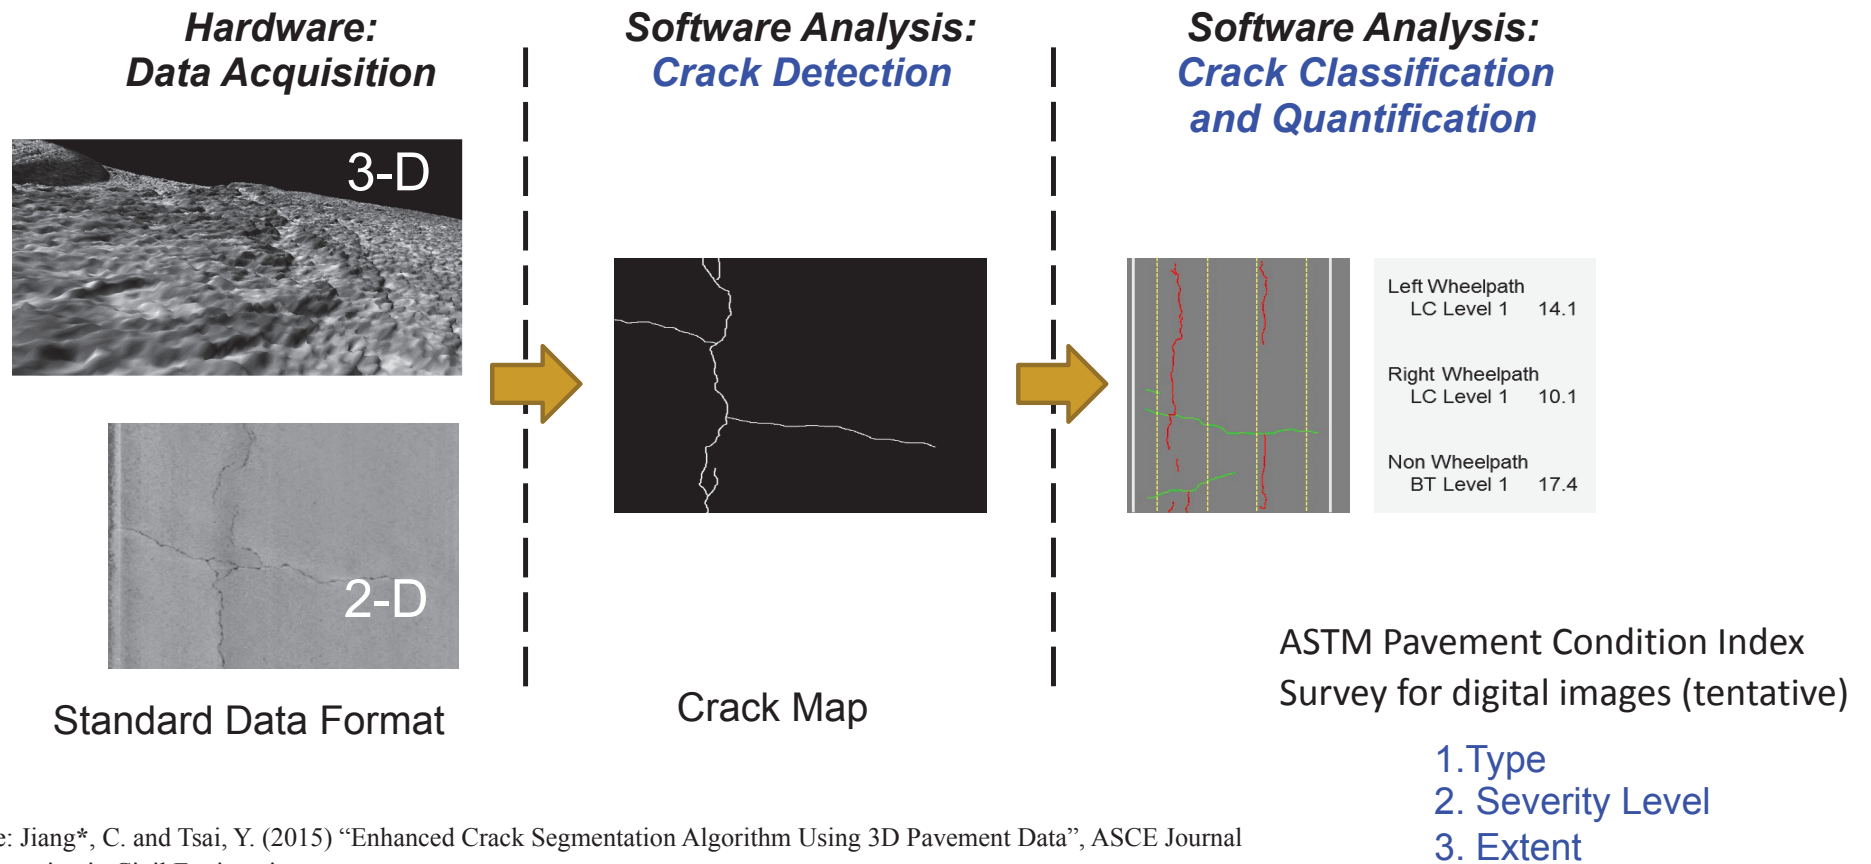 Hardware:
Data Acquisition
3-D
2-D
Standard Data Format
Software Analysis:
Crack Detection
Crack Map
Software Analysis:
Crack Classification
and Quantification
Left Wheelpath
LC Level 1 14.1
Right Wheelpath
LC Level 1 10.1
Non Wheelpath
BT Level 1 17.4
ASTM Pavement Condition Index
Survey for digital images (tentative)
1.Type
2. Severity Level
3. Extent
e: Jiang*, C. and Tsai, Y. (2015) “Enhanced Crack Segmentation Algorithm Using 3D Pavement Data”, ASCE Journal